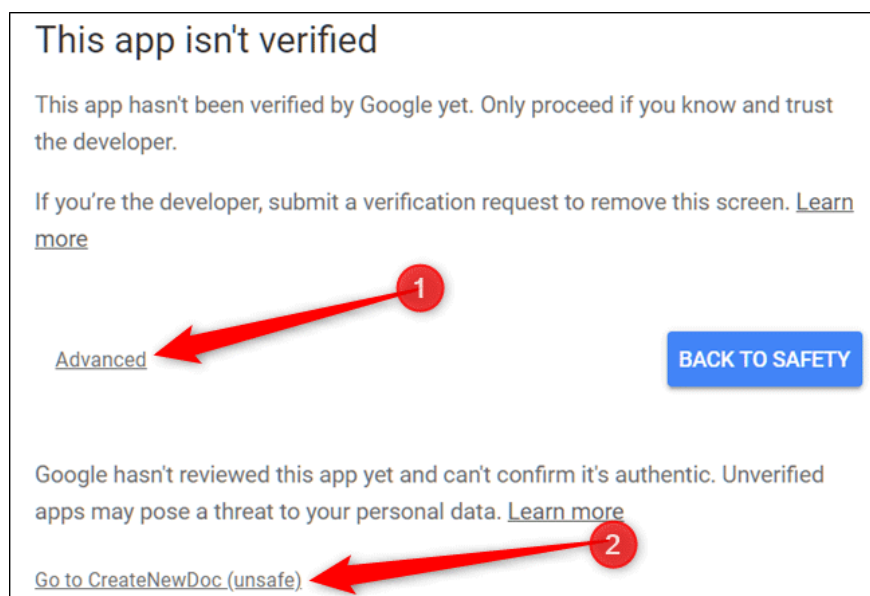 This app isn't verified
This app hasn't been verified by Google yet. Only proceed if you know and trust
the developer.
If you’re the developer, submit a verification request to remove this screen. Learn
more
1
Advanced
BACK TO SAFETY
Google hasn't reviewed this app yet and can't confirm it's authentic. Unverified
apps may pose a threat to your personal data. Learn more
2
Go to CreateNewDoc (unsafe)